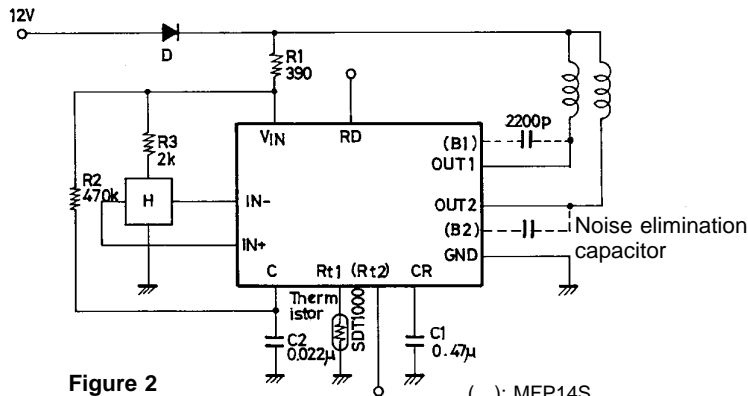 12V
D
R1
390
R3
2k
R2
470k
H
VIN
RD
(B1)
2200p
OUT1
IN-
OUT2
(B2)
Noise elimination
capacitor
IN+
GND
C
Rt1
(Rt2)
CR
Therm
istor
SDT1000
C2
0.022μ
C1
0.47μ
Figure 2
( ): MFP14S